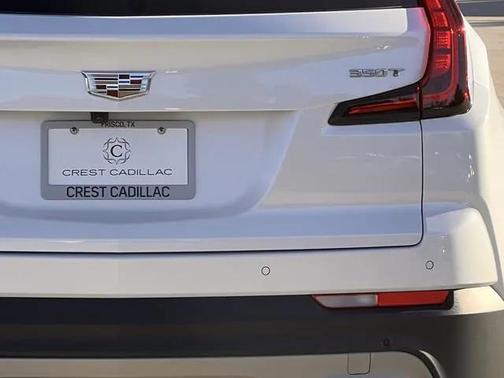 350T
FRISCO, TX
C
CREST CADILLAC
CREST CADILLAC